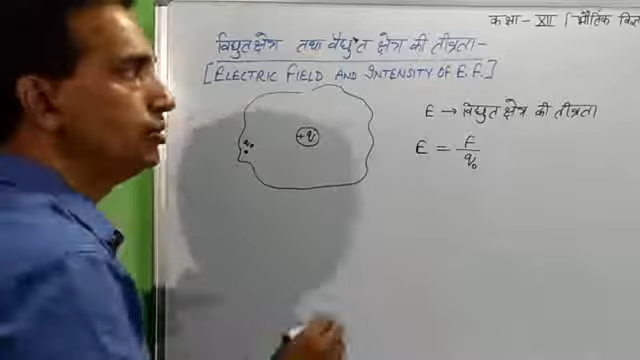 कक्षा - XII | भौतिक
विद्युत क्षेत्र तथा वैद्युत क्षेत्र की तीव्रता -
[ELECTRIC FIELD AND INTENSITY OF E.F.]
E → विद्युत क्षेत्र की तीव्रता
+q
q₀
E = F / q₀